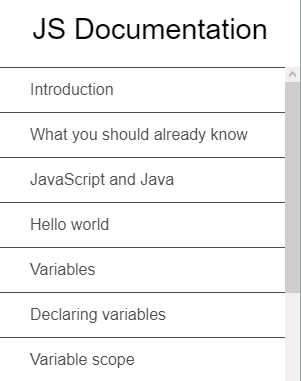 JS Documentation
Introduction
What you should already know
JavaScript and Java
Hello world
Variables
Declaring variables
Variable scope